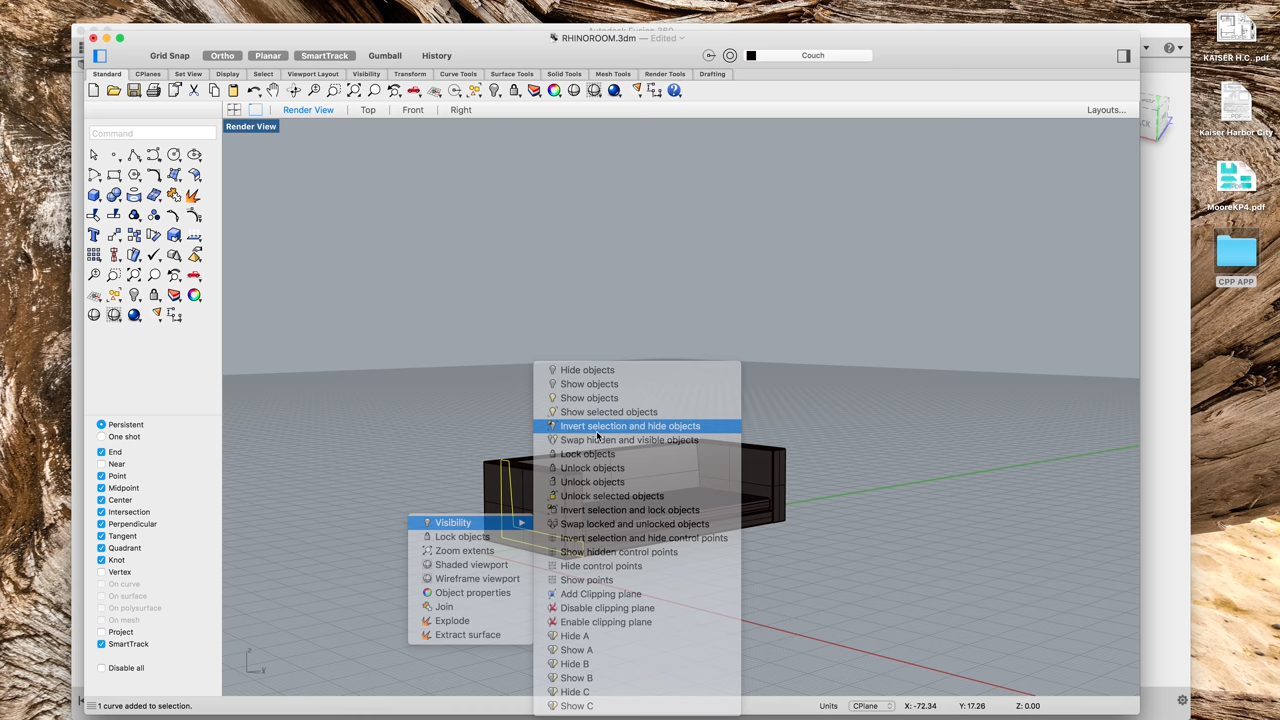 Autodesk Fusion 360
RHINOROOM.3dm — Edited
Grid Snap Ortho Planar SmartTrack Gumball History Couch
Standard CPlanes Set View Display Select Viewport Layout Visibility Transform Curve Tools Surface Tools Solid Tools Mesh Tools Render Tools Drafting
Render View Top Front Right Layouts...
Render View
Command
Persistent
One shot
End
Near
Point
Midpoint
Center
Intersection
Perpendicular
Tangent
Quadrant
Knot
Vertex
On curve
On surface
On polysurface
On mesh
Project
SmartTrack
Disable all
Visibility
Lock objects
Zoom extents
Shaded viewport
Wireframe viewport
Object properties
Join
Explode
Extract surface
Hide objects
Show objects
Show objects
Show selected objects
Invert selection and hide objects
Swap hidden and visible objects
Lock objects
Unlock objects
Unlock objects
Unlock selected objects
Invert selection and lock objects
Swap locked and unlocked objects
Invert selection and hide control points
Show hidden control points
Hide control points
Show points
Add Clipping plane
Disable clipping plane
Enable clipping plane
Hide A
Show A
Hide B
Show B
Hide C
Show C
1 curve added to selection.
Units CPlane X: -72.34 Y: 17.26 Z: 0.00
KAISER H.C..pdf
Kaiser Harbor City
MooreKP4.pdf
CPP APP